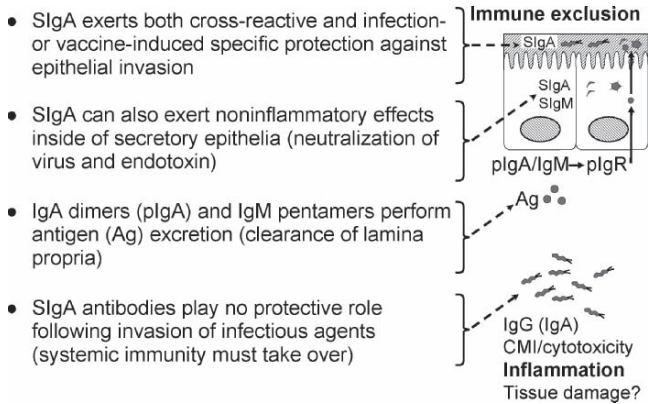 • SIgA exerts both cross-reactive and infection-
or vaccine-induced specific protection against
epithelial invasion
• SIgA can also exert noninflammatory effects
inside of secretory epithelia (neutralization of
virus and endotoxin)
• IgA dimers (pIgA) and IgM pentamers perform
antigen (Ag) excretion (clearance of lamina
propria)
• SIgA antibodies play no protective role
following invasion of infectious agents
(systemic immunity must take over)
Immune exclusion
SIgA
SIgA
SIgM
pIgA/IgM→pIgR
Ag
IgG (IgA)
CMI/cytotoxicity
Inflammation
Tissue damage?